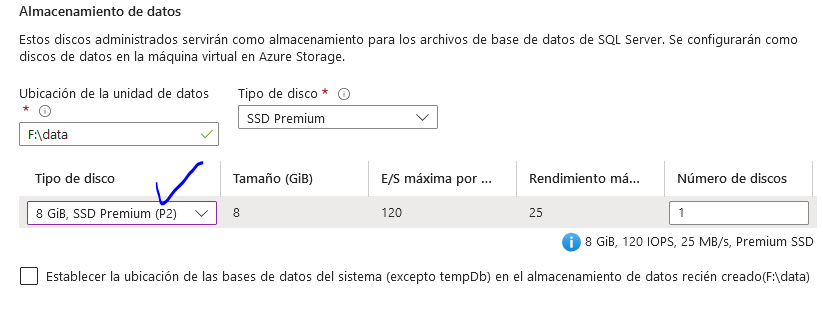 Almacenamiento de datos
Estos discos administrados servirán como almacenamiento para los archivos de base de datos de SQL Server. Se configurarán como
discos de datos en la máquina virtual en Azure Storage.
Ubicación de la unidad de datos
*
F:\data
Tipo de disco *
SSD Premium
Tipo de disco Tamaño (GiB) E/S máxima por ... Rendimiento má... Número de discos
8 GiB, SSD Premium (P2) 8 120 25 1
8 GiB, 120 IOPS, 25 MB/s, Premium SSD
Establecer la ubicación de las bases de datos del sistema (excepto tempDb) en el almacenamiento de datos recién creado(F:\data)